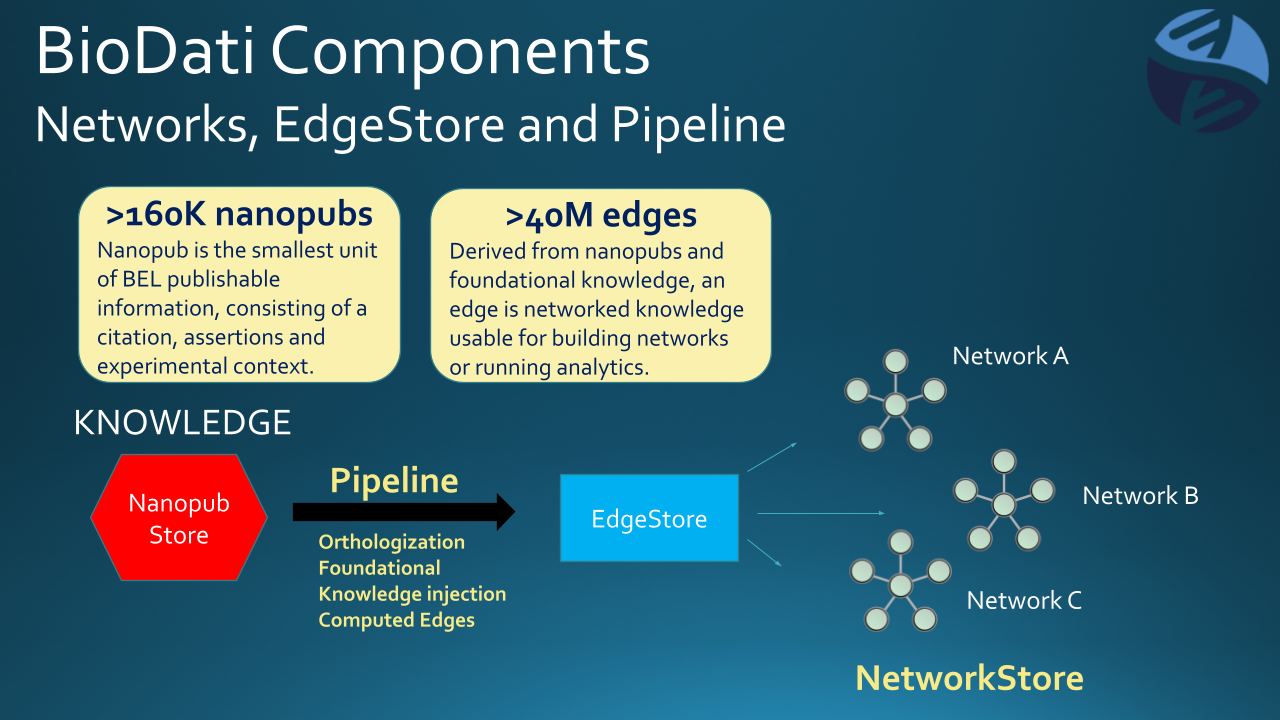 BioDati Components
Networks, EdgeStore and Pipeline
>160K nanopubs
Nanopub is the smallest unit
of BEL publishable
information, consisting of a
citation, assertions and
experimental context.
>40M edges
Derived from nanopubs and
foundational knowledge, an
edge is networked knowledge
usable for building networks
or running analytics.
KNOWLEDGE
Nanopub
Store
Pipeline
Orthologization
Foundational
Knowledge injection
Computed Edges
EdgeStore
Network A
Network B
Network C
NetworkStore